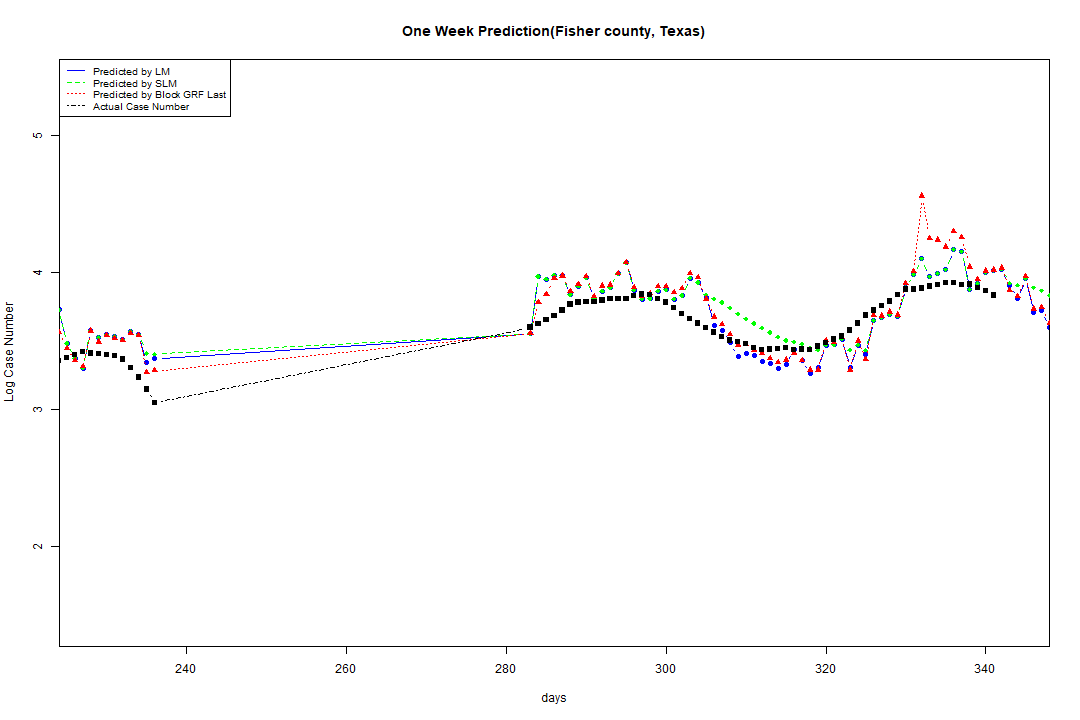 One Week Prediction(Fisher county, Texas)
Predicted by LM
Predicted by SLM
Predicted by Block GRF Last
Actual Case Number
5
4
3
2
Log Case Number
240 260 280 300 320 340
days